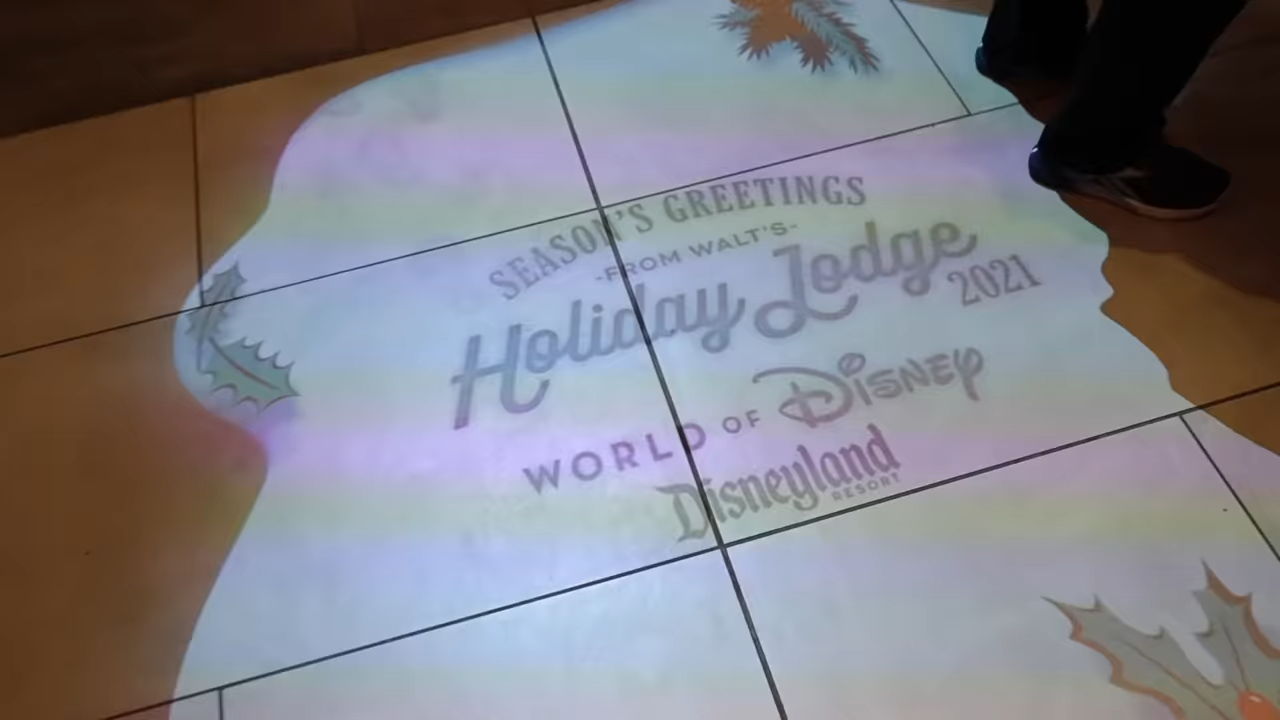 SEASON'S GREETINGS
-FROM WALT'S-
Holiday Lodge
2021
WORLD OF DISNEY
Disneyland
RESORT